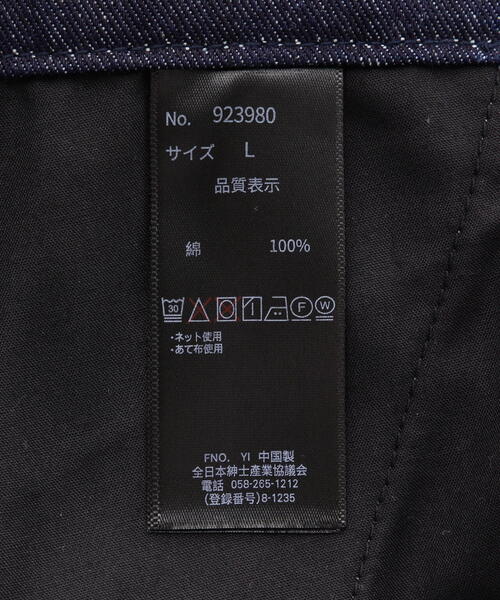 No. 923980
サイズ L
品質表示
綿 100%
30 F W
・ネット使用
・あて布使用
FNO. YI 中国製
全日本紳士産業協議会
電話 058-265-1212
(登録番号)8-1235